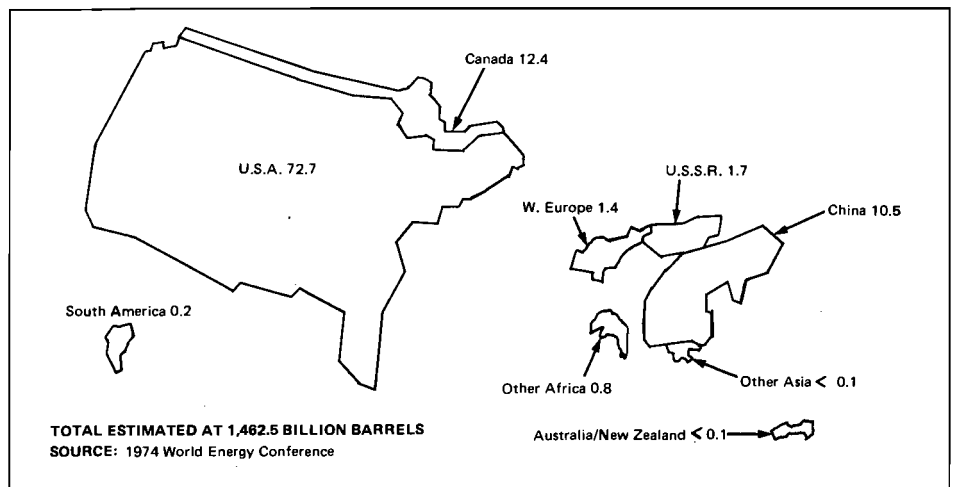 Canada 12.4
U.S.A. 72.7
U.S.S.R. 1.7
W. Europe 1.4
China 10.5
South America 0.2
Other Africa 0.8
Other Asia < 0.1
Australia/New Zealand < 0.1
TOTAL ESTIMATED AT 1,462.5 BILLION BARRELS
SOURCE: 1974 World Energy Conference